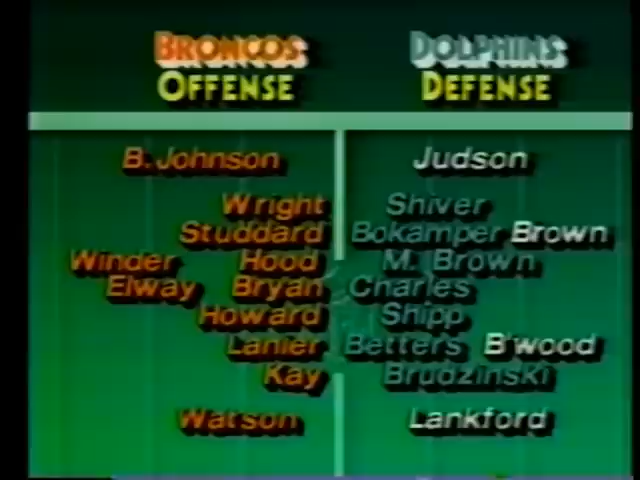 BRONCOS DOLPHINS
OFFENSE DEFENSE
B. Johnson Judson
Wright Shiver
Studdard Bokamper Brown
Winder Hood M. Brown
Elway Bryan Charles
Howard Shipp
Lanier Betters B'wood
Kay Brudzinski
Watson Lankford